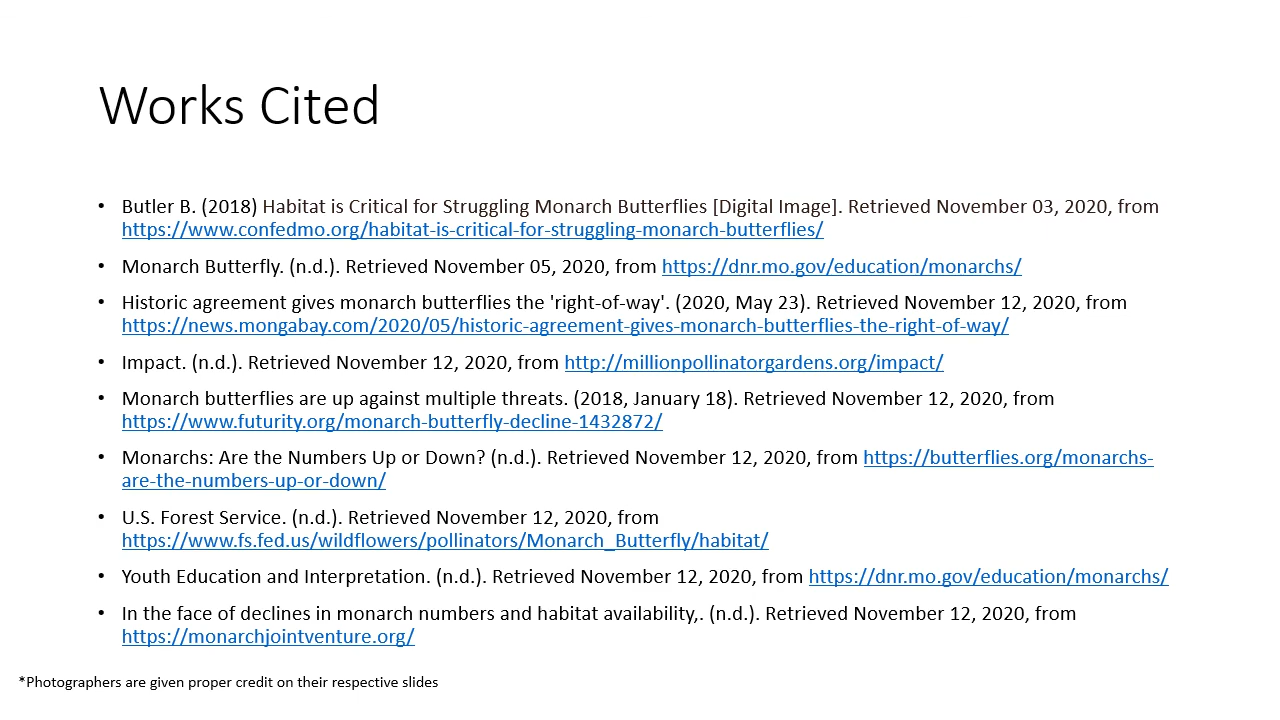 Works Cited
• Butler B. (2018) Habitat is Critical for Struggling Monarch Butterflies [Digital Image]. Retrieved November 03, 2020, from
https://www.confedmo.org/habitat-is-critical-for-struggling-monarch-butterflies/
• Monarch Butterfly. (n.d.). Retrieved November 05, 2020, from https://dnr.mo.gov/education/monarchs/
• Historic agreement gives monarch butterflies the 'right-of-way'. (2020, May 23). Retrieved November 12, 2020, from
https://news.mongabay.com/2020/05/historic-agreement-gives-monarch-butterflies-the-right-of-way/
• Impact. (n.d.). Retrieved November 12, 2020, from http://millionpollinatorgardens.org/impact/
• Monarch butterflies are up against multiple threats. (2018, January 18). Retrieved November 12, 2020, from
https://www.futurity.org/monarch-butterfly-decline-1432872/
• Monarchs: Are the Numbers Up or Down? (n.d.). Retrieved November 12, 2020, from https://butterflies.org/monarchs-
are-the-numbers-up-or-down/
• U.S. Forest Service. (n.d.). Retrieved November 12, 2020, from
https://www.fs.fed.us/wildflowers/pollinators/Monarch_Butterfly/habitat/
• Youth Education and Interpretation. (n.d.). Retrieved November 12, 2020, from https://dnr.mo.gov/education/monarchs/
• In the face of declines in monarch numbers and habitat availability,. (n.d.). Retrieved November 12, 2020, from
https://monarchjointventure.org/
*Photographers are given proper credit on their respective slides